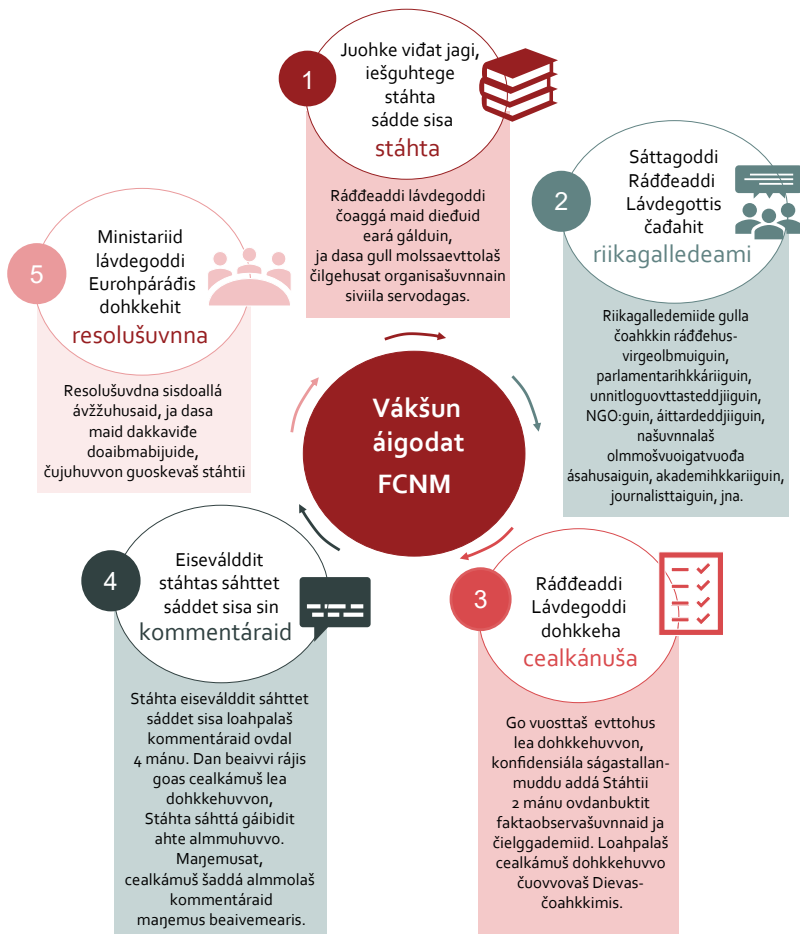 1
Juohke viđat jagi,
iešguhtege
stáhta
sádde sisa
stáhta
Ráđđeaddi lávdegoddi
čoaggá maid dieđuid
eará gálduin,
ja dasa gull molssaevttolaš
čilgehusat organisašuvnnain
siviila servodagas.
2
Sáttagoddi
Ráđđeaddi
Lávdegottis
čađahit
riikagalledeami
Riikagalledemiide gulla
čoahkkin ráđđehus-
virgeolbmuiguin,
parlamentarihkkáriiguin,
unnitloguovttasteddjiiguin,
NGO:guin, áittardeddjiiguin,
našuvnnalaš
olmmošvuoigatvuođa
ásahusaiguin, akademihkkariiguin,
journalisttaiguin, jna.
3
Ráđđeaddi
Lávdegoddi
dohkkeha
cealkánuša
Go vuosttaš evttohus
lea dohkkehuvvon,
konfidensiála ságastallan-
muddu addá Stáhtii
2 mánu ovdanbuktit
faktaobservašuvnnaid ja
čielggademiid. Loahpalaš
cealkámuš dohkkehuvvo
čuovvovaš Dievas-
čoahkkimis.
4
Eiseválddit
stáhtas sáhttet
sáddet sisa sin
kommentáraid
Stáhta eiseválddit sáhttet
sáddet sisa loahpalaš
kommentáraid ovdal
4 mánu. Dan beaivvi rájis
goas cealkámuš lea
dohkkehuvvon,
Stáhta sáhttá gáibidit
ahte almmuhuvvo.
Maŋemusat,
cealkámuš šaddá almmolaš
kommentáraid
maŋemus beaivemearis.
5
Ministariid
lávdegoddi
Eurohpáráđis
dohkkehit
resolušuvnna
Resolušuvdna sisdoallá
ávžžuhusaid, ja dasa
maid dakkaviđe
doaibmabijuide,
čujuhuvvon guoskevaš stáhtii
Vákšun
áigodat
FCNM